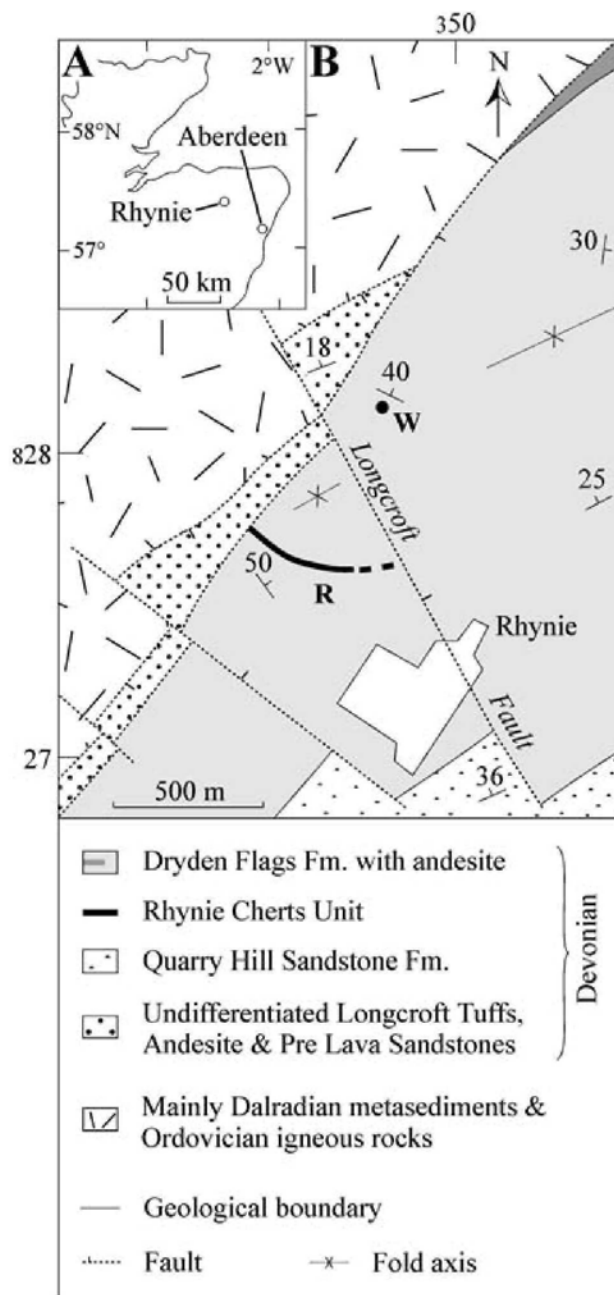 A
2°W
B
350
N
58°N
Aberdeen
Rhynie
57°
50 km
30
18
40
W
828
Longcroft
25
50
R
Rhynie
Fault
27
500 m
36
Dryden Flags Fm. with andesite
Rhynie Cherts Unit
Quarry Hill Sandstone Fm.
Undifferentiated Longcroft Tuffs,
Andesite & Pre Lava Sandstones
Devonian
Mainly Dalradian metasediments &
Ordovician igneous rocks
Geological boundary
Fault
Fold axis